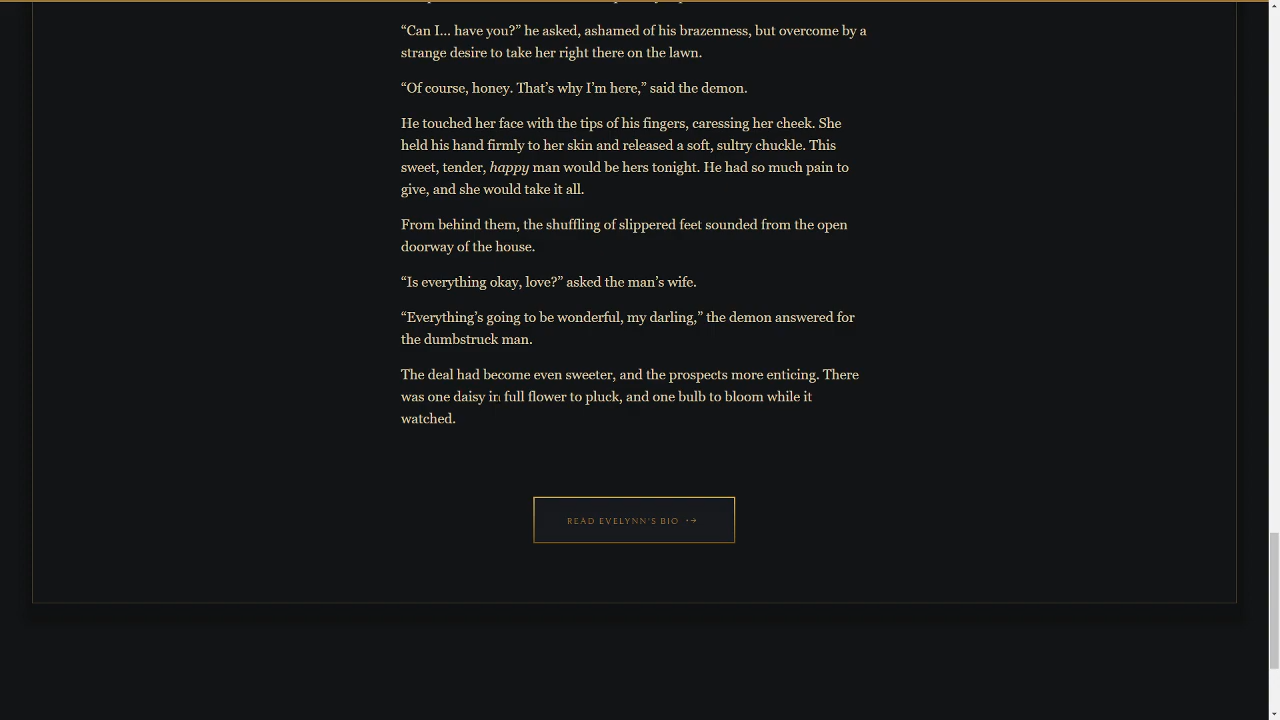 “Can I... have you?” he asked, ashamed of his brazenness, but overcome by a
strange desire to take her right there on the lawn.
“Of course, honey. That’s why I’m here,” said the demon.
He touched her face with the tips of his fingers, caressing her cheek. She
held his hand firmly to her skin and released a soft, sultry chuckle. This
sweet, tender, happy man would be hers tonight. He had so much pain to
give, and she would take it all.
From behind them, the shuffling of slippered feet sounded from the open
doorway of the house.
“Is everything okay, love?” asked the man’s wife.
“Everything’s going to be wonderful, my darling,” the demon answered for
the dumbstruck man.
The deal had become even sweeter, and the prospects more enticing. There
was one daisy in full flower to pluck, and one bulb to bloom while it
watched.
READ EVELYNN'S BIO